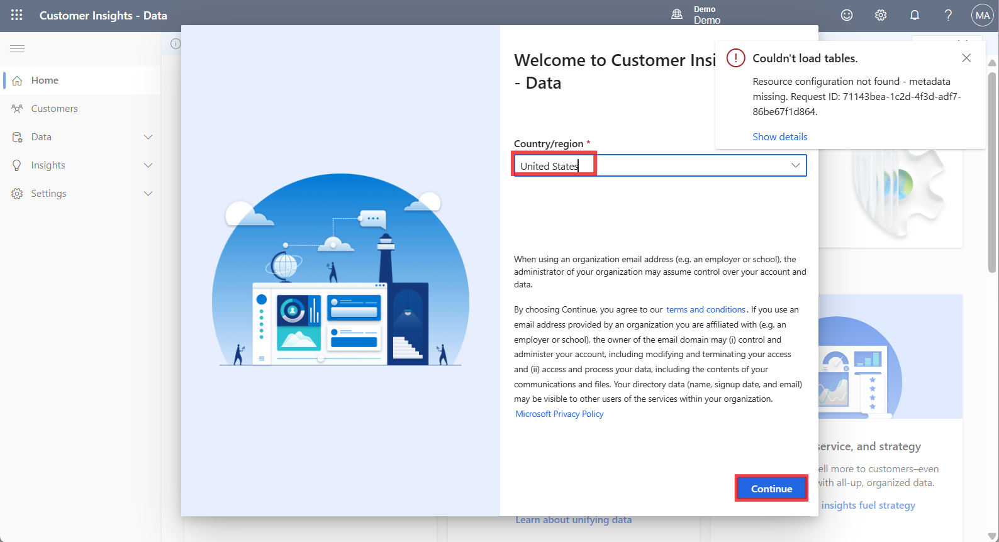 Customer Insights - Data
Demo
Demo
MA
Home
Customers
Data
Insights
Settings
Welcome to Customer Insi
- Data
Couldn't load tables.
Resource configuration not found - metadata
missing. Request ID: 71143bea-1c2d-4f3d-adf7-
86be67f1d864.
Show details
Country/region *
United States
When using an organization email address (e.g. an employer or school), the
administrator of your organization may assume control over your account and
data.
By choosing Continue, you agree to our terms and conditions. If you use an
email address provided by an organization you are affiliated with (e.g. an
employer or school), the owner of the email domain may (i) control and
administer your account, including modifying and terminating your access
and (ii) access and process your data, including the contents of your
communications and files. Your directory data (name, signup date, and email)
may be visible to other users of the services within your organization.
Microsoft Privacy Policy
Continue
service, and strategy
ell more to customers–even
with all-up, organized data.
insights fuel strategy
Learn about unifying data